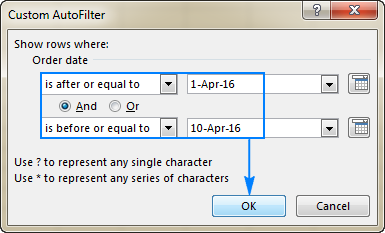 Custom AutoFilter
Show rows where:
Order date
is after or equal to 1-Apr-16
And Or
is before or equal to 10-Apr-16
Use ? to represent any single character
Use * to represent any series of characters
OK Cancel